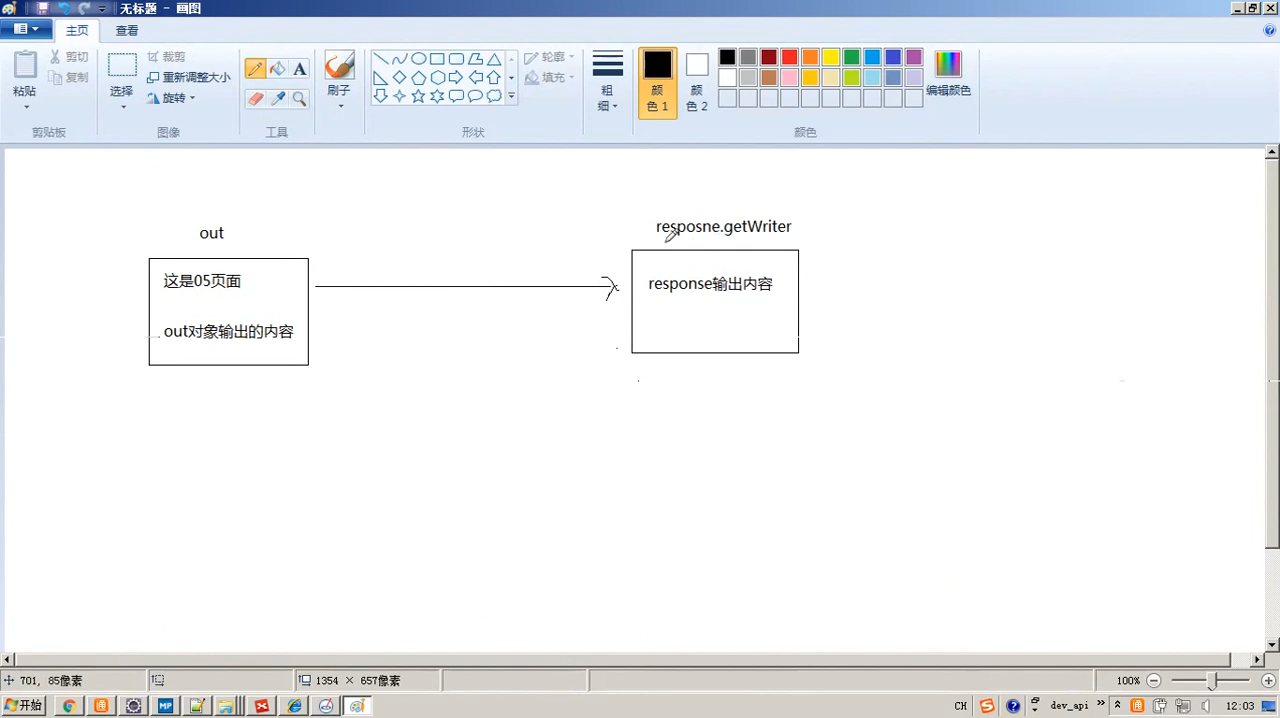 无标题 - 画图
主页 查看
粘贴
剪切
复制
剪贴板
选择
裁剪
重新调整大小
旋转
图像
A
工具
刷子
轮廓
填充
形状
粗
细
颜
色 1
颜
色 2
编辑颜色
颜色
out
resposne.getWriter
这是05页面
out对象输出的内容
response输出内容
701, 85像素
1354 × 657像素
100%
开始
MP
CH
dev_api
12:03